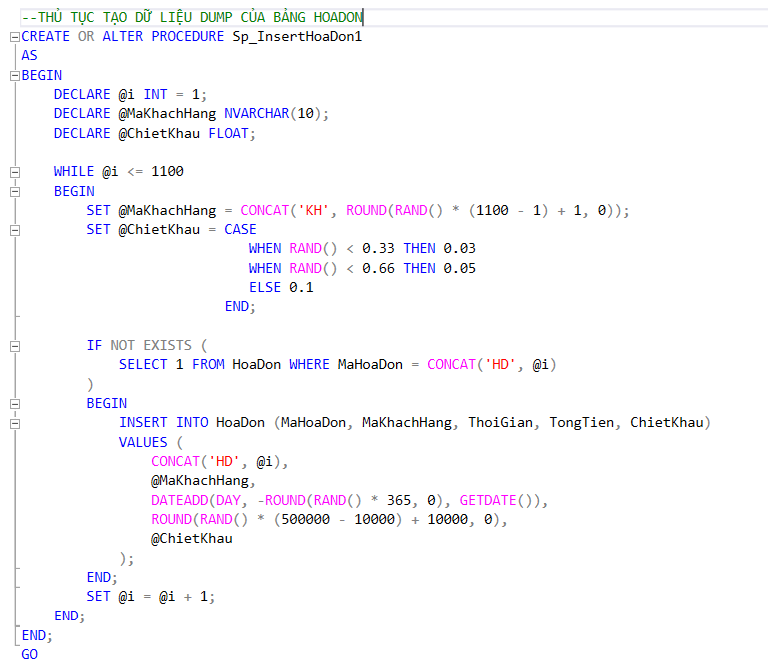 --THỦ TỤC TẠO DỮ LIỆU DUMP CỦA BẢNG HOADON
CREATE OR ALTER PROCEDURE Sp_InsertHoaDon1
AS
BEGIN
    DECLARE @i INT = 1;
    DECLARE @MaKhachHang NVARCHAR(10);
    DECLARE @ChietKhau FLOAT;

    WHILE @i <= 1100
    BEGIN
        SET @MaKhachHang = CONCAT('KH', ROUND(RAND() * (1100 - 1) + 1, 0));
        SET @ChietKhau = CASE
                            WHEN RAND() < 0.33 THEN 0.03
                            WHEN RAND() < 0.66 THEN 0.05
                            ELSE 0.1
                         END;

        IF NOT EXISTS (
            SELECT 1 FROM HoaDon WHERE MaHoaDon = CONCAT('HD', @i)
        )
        BEGIN
            INSERT INTO HoaDon (MaHoaDon, MaKhachHang, ThoiGian, TongTien, ChietKhau)
            VALUES (
                CONCAT('HD', @i),
                @MaKhachHang,
                DATEADD(DAY, -ROUND(RAND() * 365, 0), GETDATE()),
                ROUND(RAND() * (500000 - 10000) + 10000, 0),
                @ChietKhau
            );
        END;
        SET @i = @i + 1;
    END;
END;
GO